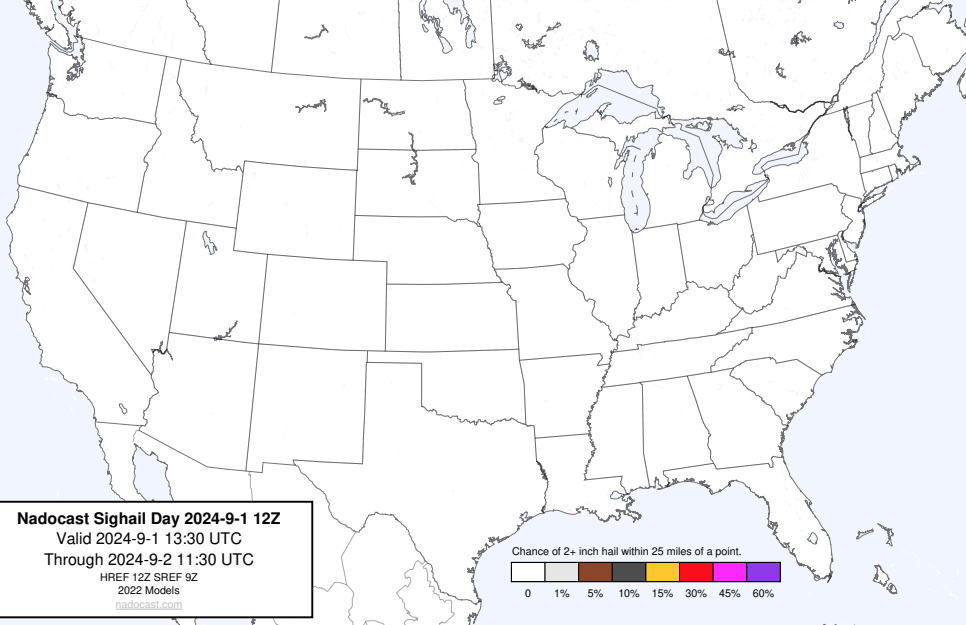 Nadocast Sighail Day 2024-9-1 12Z
Valid 2024-9-1 13:30 UTC
Through 2024-9-2 11:30 UTC
HREF 12Z SREF 9Z
2022 Models
nadocast.com
Chance of 2+ inch hail within 25 miles of a point.
0 1% 5% 10% 15% 30% 45% 60%